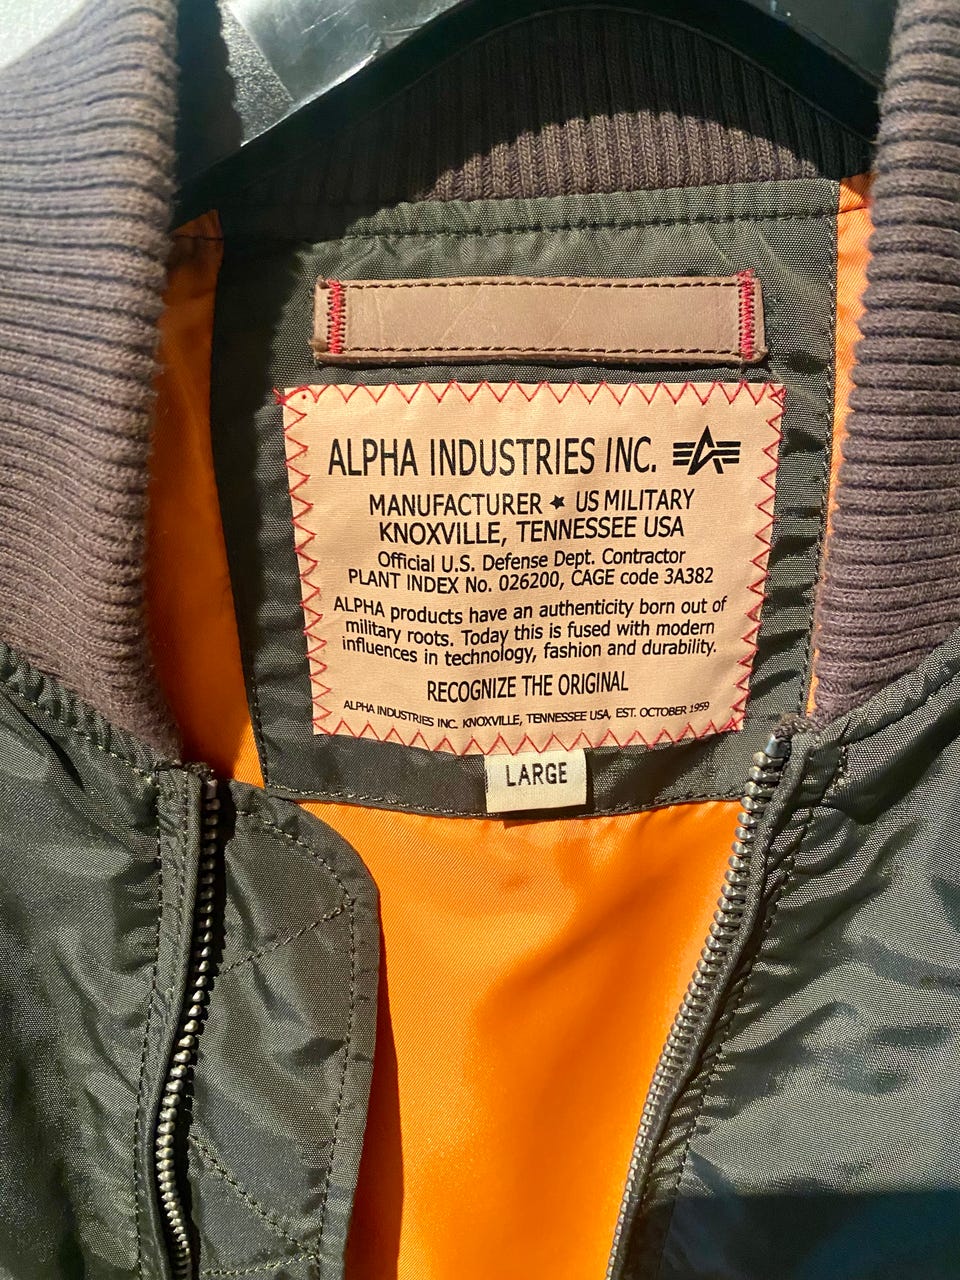 ALPHA INDUSTRIES INC.
MANUFACTURER ★ US MILITARY
KNOXVILLE, TENNESSEE USA
Official U.S. Defense Dept. Contractor
PLANT INDEX No. 026200, CAGE code 3A382
ALPHA products have an authenticity born out of
military roots. Today this is fused with modern
influences in technology, fashion and durability.
RECOGNIZE THE ORIGINAL
ALPHA INDUSTRIES INC. KNOXVILLE, TENNESSEE USA, EST. OCTOBER 1959
LARGE